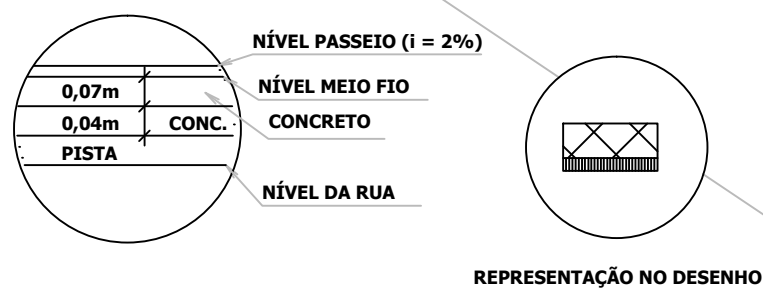 NÍVEL PASSEIO (i = 2%)
NÍVEL MEIO FIO
0,07m
0,04m
CONC.
CONCRETO
PISTA
NÍVEL DA RUA
REPRESENTAÇÃO NO DESENHO